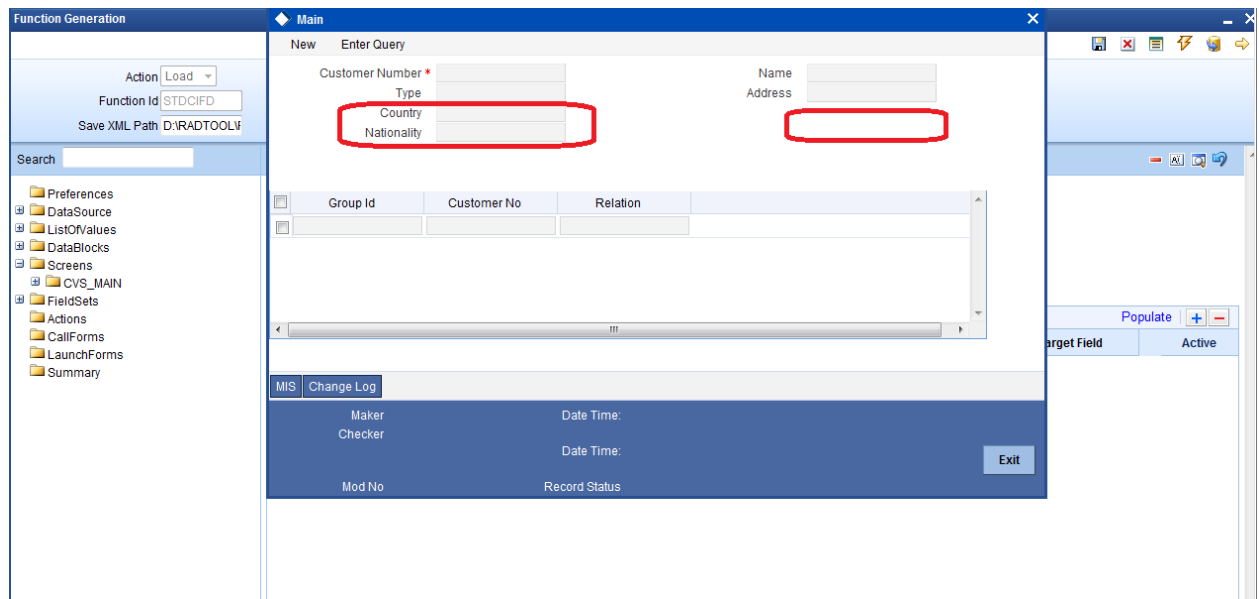 Function Generation
Main
New Enter Query
Action Load
Function Id STDCIFD
Save XML Path D:\RADTOOL\F
Customer Number *
Type
Country
Nationality
Name
Address
Search
Preferences
DataSource
ListOfValues
DataBlocks
Screens
CVS_MAIN
FieldSets
Actions
CallForms
LaunchForms
Summary
Group Id Customer No Relation
Populate
arget Field Active
MIS Change Log
Maker Date Time:
Checker
Date Time:
Exit
Mod No Record Status